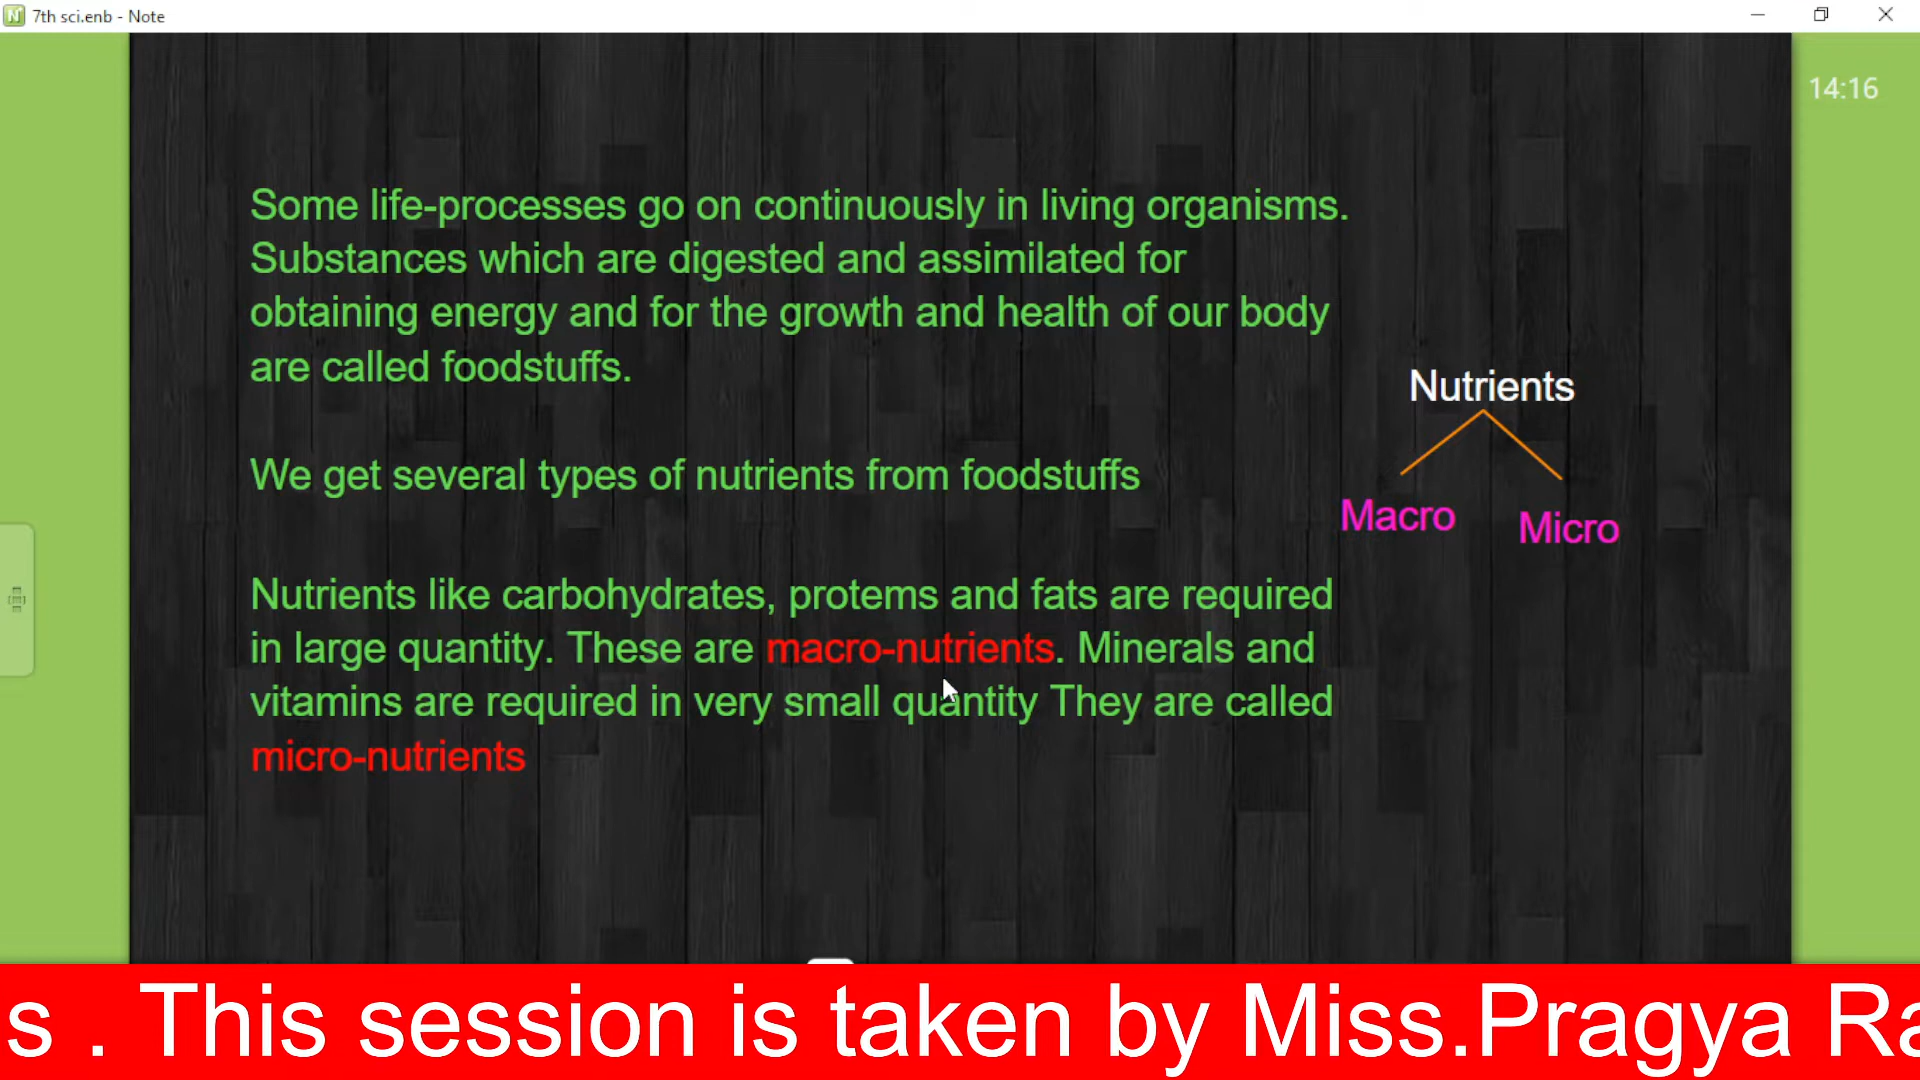 7th sci.enb - Note
14:16
Some life-processes go on continuously in living organisms.
Substances which are digested and assimilated for
obtaining energy and for the growth and health of our body
are called foodstuffs.
We get several types of nutrients from foodstuffs
Nutrients
Macro
Micro
Nutrients like carbohydrates, protems and fats are required
in large quantity. These are macro-nutrients. Minerals and
vitamins are required in very small quantity They are called
micro-nutrients
s . This session is taken by Miss.Pragya Ra